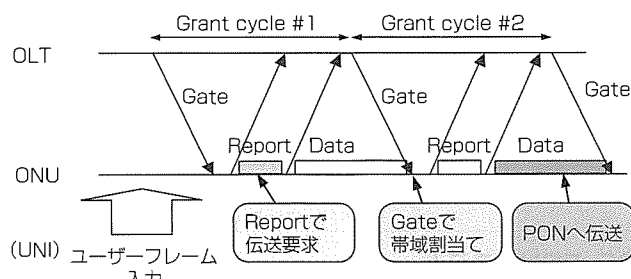 Grant cycle #1 Grant cycle #2
OLT
Gate Gate Gate
Report Data Report Data
ONU
Reportで
伝送要求
Gateで
帯域割当て
PONへ伝送
(UNI) ユーザーフレーム
入力